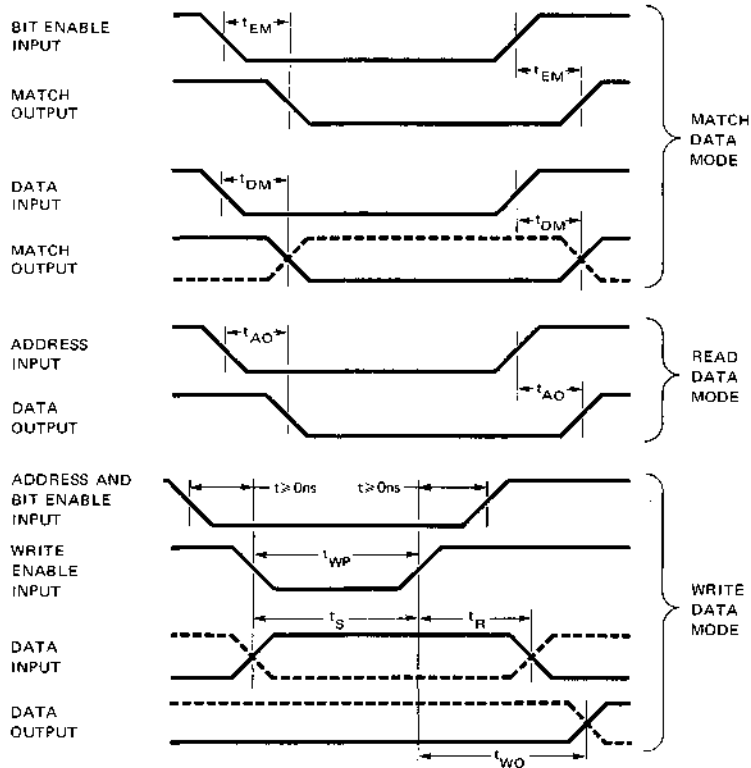 BIT ENABLE
INPUT
tEM
tEM
MATCH
OUTPUT
MATCH
DATA
MODE
DATA
INPUT
tDM
tDM
MATCH
OUTPUT
ADDRESS
INPUT
tAO
tAO
READ
DATA
MODE
DATA
OUTPUT
ADDRESS AND
BIT ENABLE
INPUT
t≥0ns
t≥0ns
WRITE
ENABLE
INPUT
tWP
WRITE
DATA
MODE
tS
tR
DATA
INPUT
DATA
OUTPUT
tWO